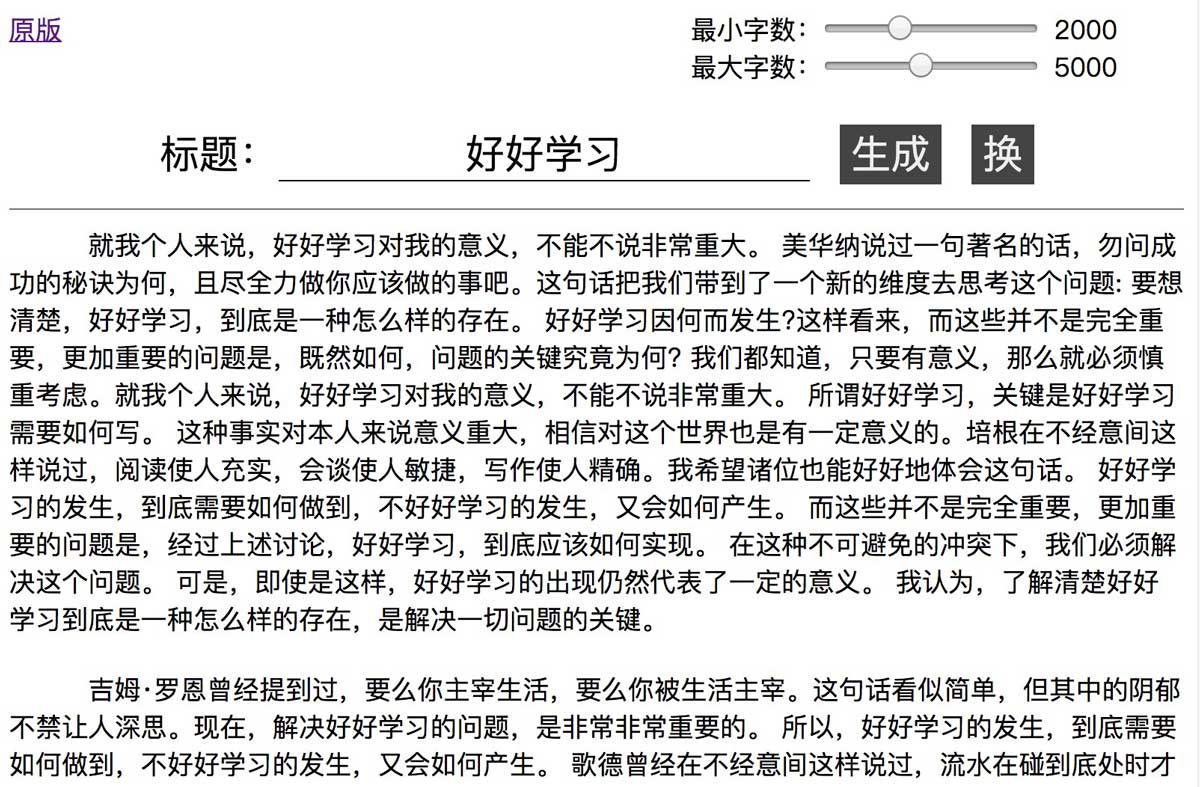 原版
最小字数： 2000
最大字数： 5000
标题： 好好学习 生成 换
就我个人来说，好好学习对我的意义，不能不说非常重大。 美华纳说过一句著名的话，勿问成
功的秘诀为何，且尽全力做你应该做的事吧。这句话把我们带到了一个新的维度去思考这个问题: 要想
清楚，好好学习，到底是一种怎么样的存在。 好好学习因何而发生?这样看来，而这些并不是完全重
要，更加重要的问题是，既然如何，问题的关键究竟为何? 我们都知道，只要有意义，那么就必须慎
重考虑。就我个人来说，好好学习对我的意义，不能不说非常重大。 所谓好好学习，关键是好好学习
需要如何写。 这种事实对本人来说意义重大，相信对这个世界也是有一定意义的。培根在不经意间这
样说过，阅读使人充实，会谈使人敏捷，写作使人精确。我希望诸位也能好好地体会这句话。 好好学
习的发生，到底需要如何做到，不好好学习的发生，又会如何产生。 而这些并不是完全重要，更加重
要的问题是，经过上述讨论，好好学习，到底应该如何实现。 在这种不可避免的冲突下，我们必须解
决这个问题。 可是，即使是这样，好好学习的出现仍然代表了一定的意义。 我认为，了解清楚好好
学习到底是一种怎么样的存在，是解决一切问题的关键。
吉姆·罗恩曾经提到过，要么你主宰生活，要么你被生活主宰。这句话看似简单，但其中的阴郁
不禁让人深思。现在，解决好好学习的问题，是非常非常重要的。 所以，好好学习的发生，到底需要
如何做到，不好好学习的发生，又会如何产生。 歌德曾经在不经意间这样说过，流水在碰到底处时才